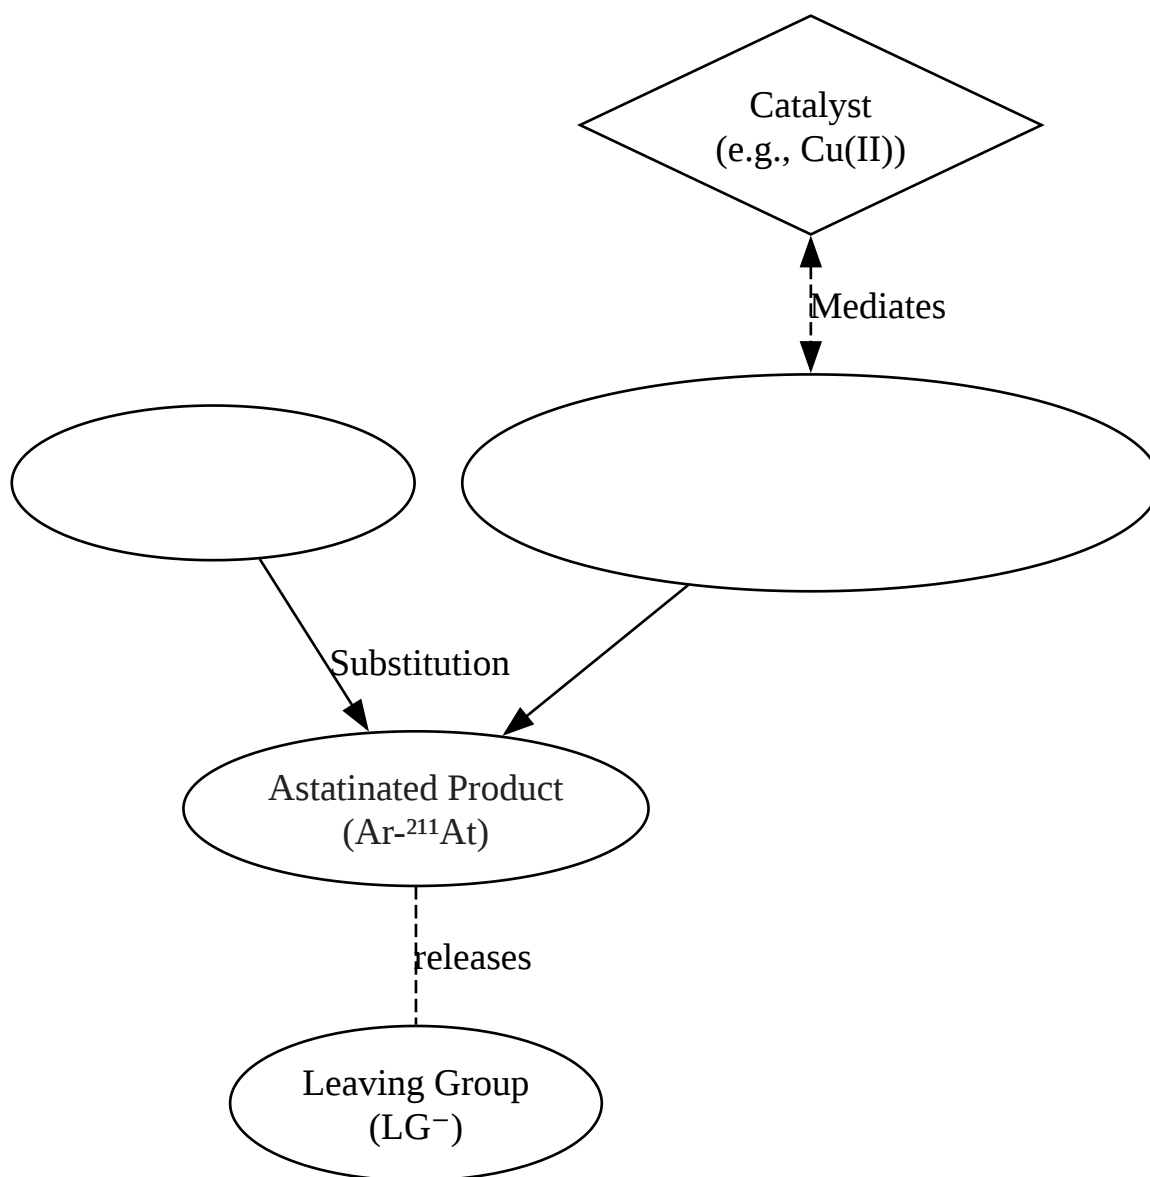 Catalyst
(e.g., Cu(II))
Mediates
Substitution
Astatinated Product
(Ar-²¹¹At)
releases
Leaving Group
(LG⁻)